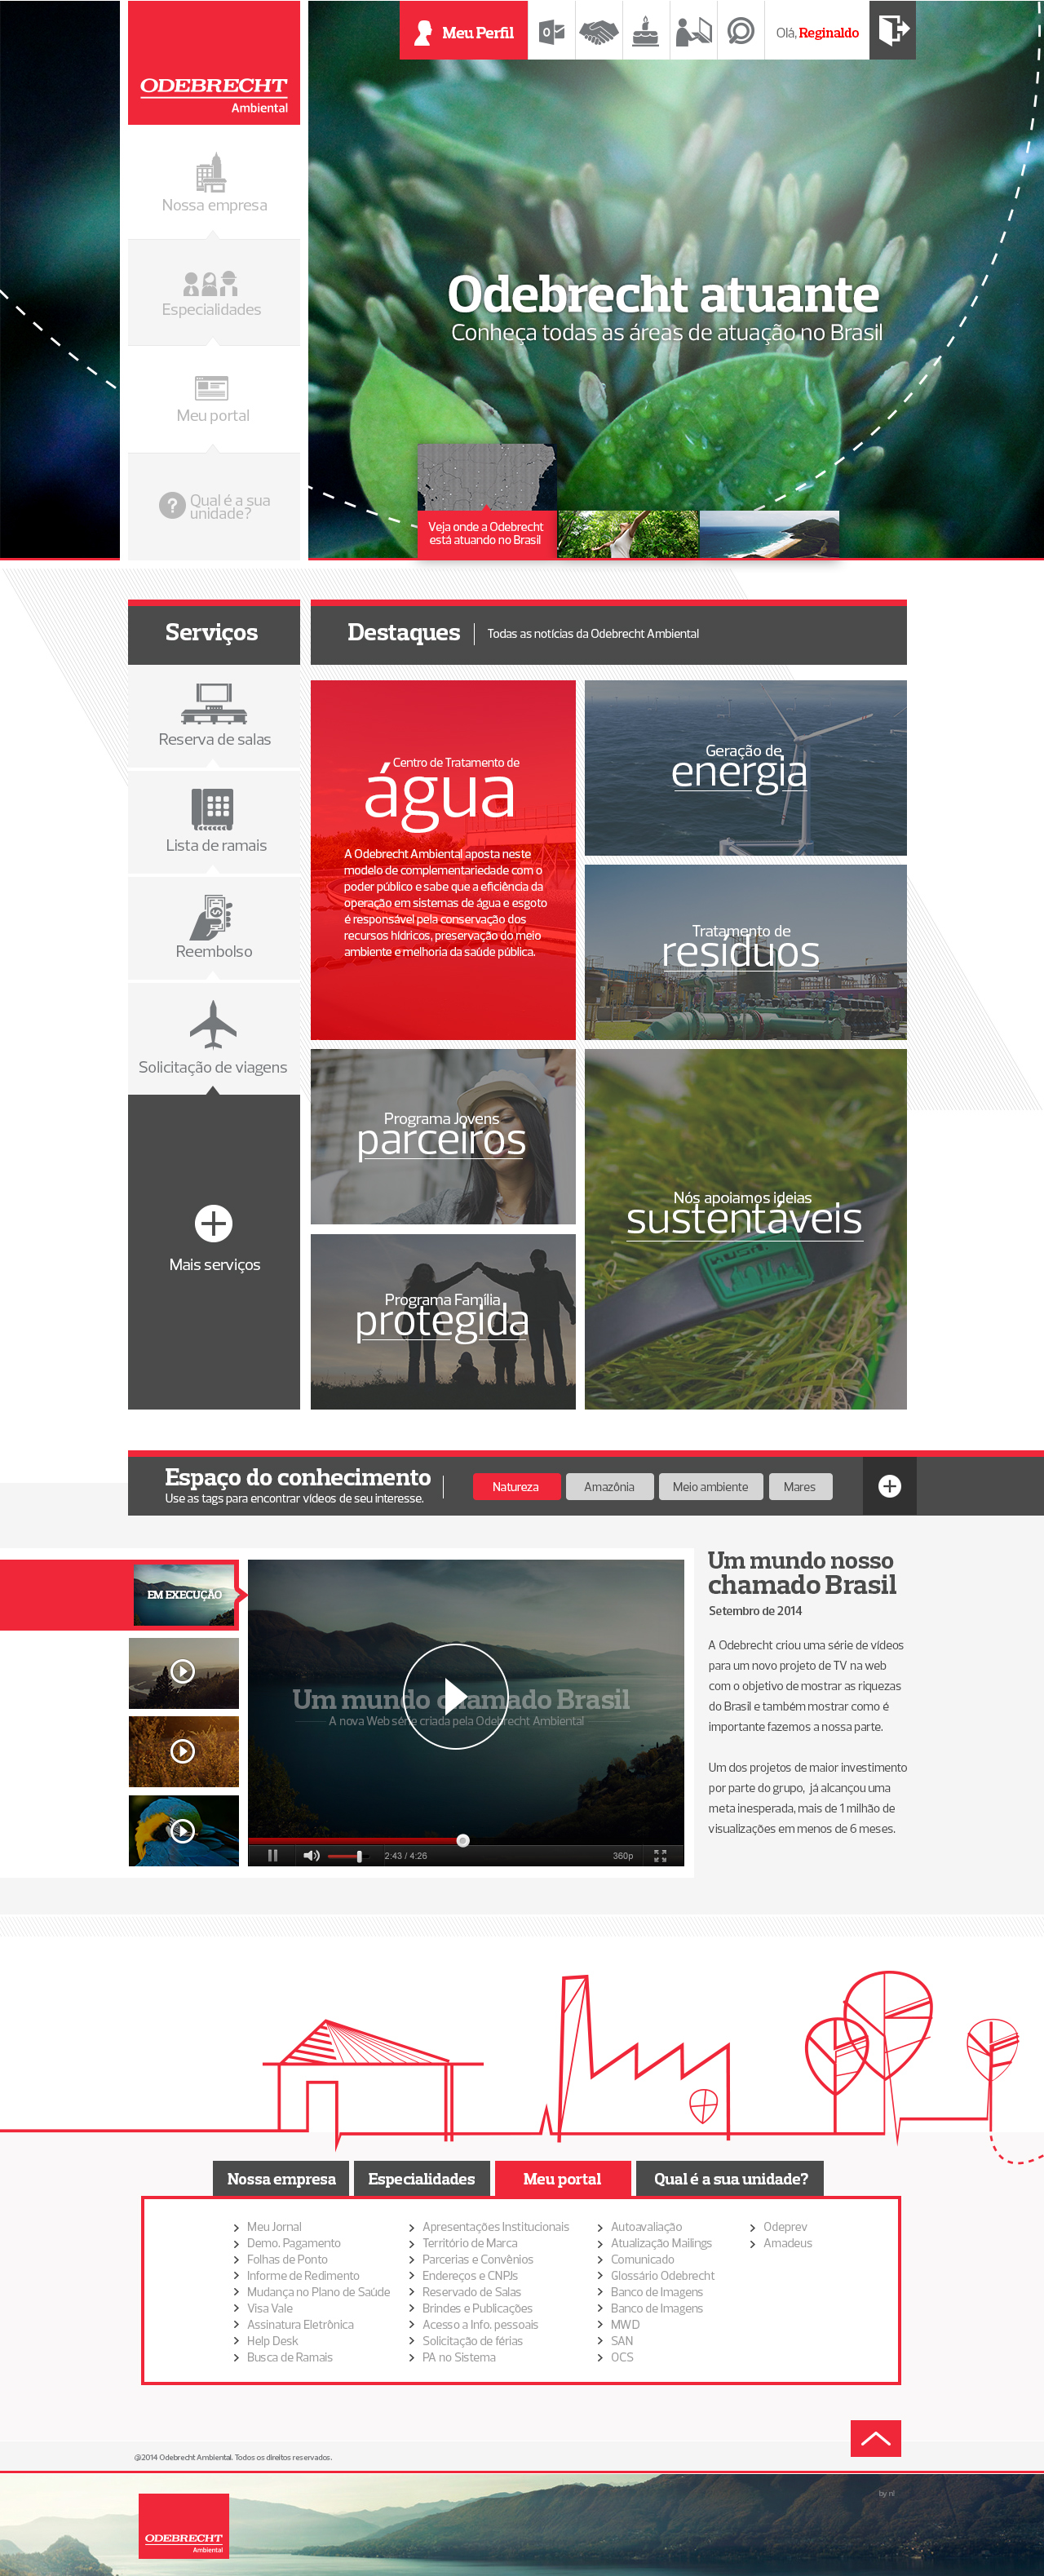 ODEBRECHT
Ambiental
Meu Perfil
Olá, Reginaldo
Nossa empresa
Especialidades
Meu portal
Qual é a sua
unidade?
Odebrecht atuante
Conheça todas as áreas de atuação no Brasil
Veja onde a Odebrecht
está atuando no Brasil
Serviços
Reserva de salas
Lista de ramais
Reembolso
Solicitação de viagens
Mais serviços
Destaques
Todas as notícias da Odebrecht Ambiental
Centro de Tratamento de
água
A Odebrecht Ambiental aposta neste
modelo de complementariedade com o
poder público e sabe que a eficiência da
operação em sistemas de água e esgoto
é responsável pela conservação dos
recursos hídricos, preservação do meio
ambiente e melhoria da saúde pública.
Geração de
energia
Tratamento de
resíduos
Programa Jovens
parceiros
Programa Família
protegida
Nós apoiamos ideias
sustentáveis
Espaço do conhecimento
Use as tags para encontrar vídeos de seu interesse.
Natureza
Amazônia
Meio ambiente
Mares
EM EXECUÇÃO
Um mundo chamado Brasil
A nova Web série criada pela Odebrecht Ambiental
2:43 / 4:26
360p
Um mundo nosso
chamado Brasil
Setembro de 2014
A Odebrecht criou uma série de vídeos
para um novo projeto de TV na web
com o objetivo de mostrar as riquezas
do Brasil e também mostrar como é
importante fazemos a nossa parte.
Um dos projetos de maior investimento
por parte do grupo, já alcançou uma
meta inesperada, mais de 1 milhão de
visualizações em menos de 6 meses.
Nossa empresa
Especialidades
Meu portal
Qual é a sua unidade?
Meu Jornal
Demo. Pagamento
Folhas de Ponto
Informe de Redimento
Mudança no Plano de Saúde
Visa Vale
Assinatura Eletrônica
Help Desk
Busca de Ramais
Apresentações Institucionais
Território de Marca
Parcerias e Convênios
Endereços e CNPJs
Reservado de Salas
Brindes e Publicações
Acesso a Info. pessoais
Solicitação de férias
PA no Sistema
Autoavaliação
Atualização Mailings
Comunicado
Glossário Odebrecht
Banco de Imagens
Banco de Imagens
MWD
SAN
OCS
Odeprev
Amadeus
@2014 Odebrecht Ambiental. Todos os direitos reservados.
ODEBRECHT
Ambiental